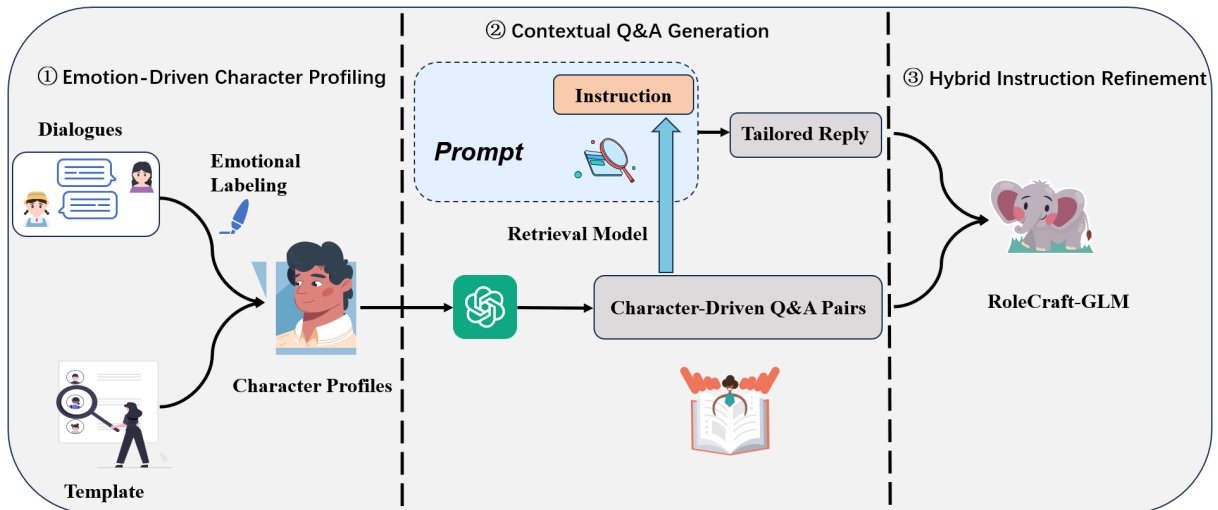 ① Emotion-Driven Character Profiling
Dialogues
Emotional
Labeling
Character Profiles
Template
② Contextual Q&A Generation
Instruction
Prompt
Tailored Reply
Retrieval Model
Character-Driven Q&A Pairs
③ Hybrid Instruction Refinement
RoleCraft-GLM